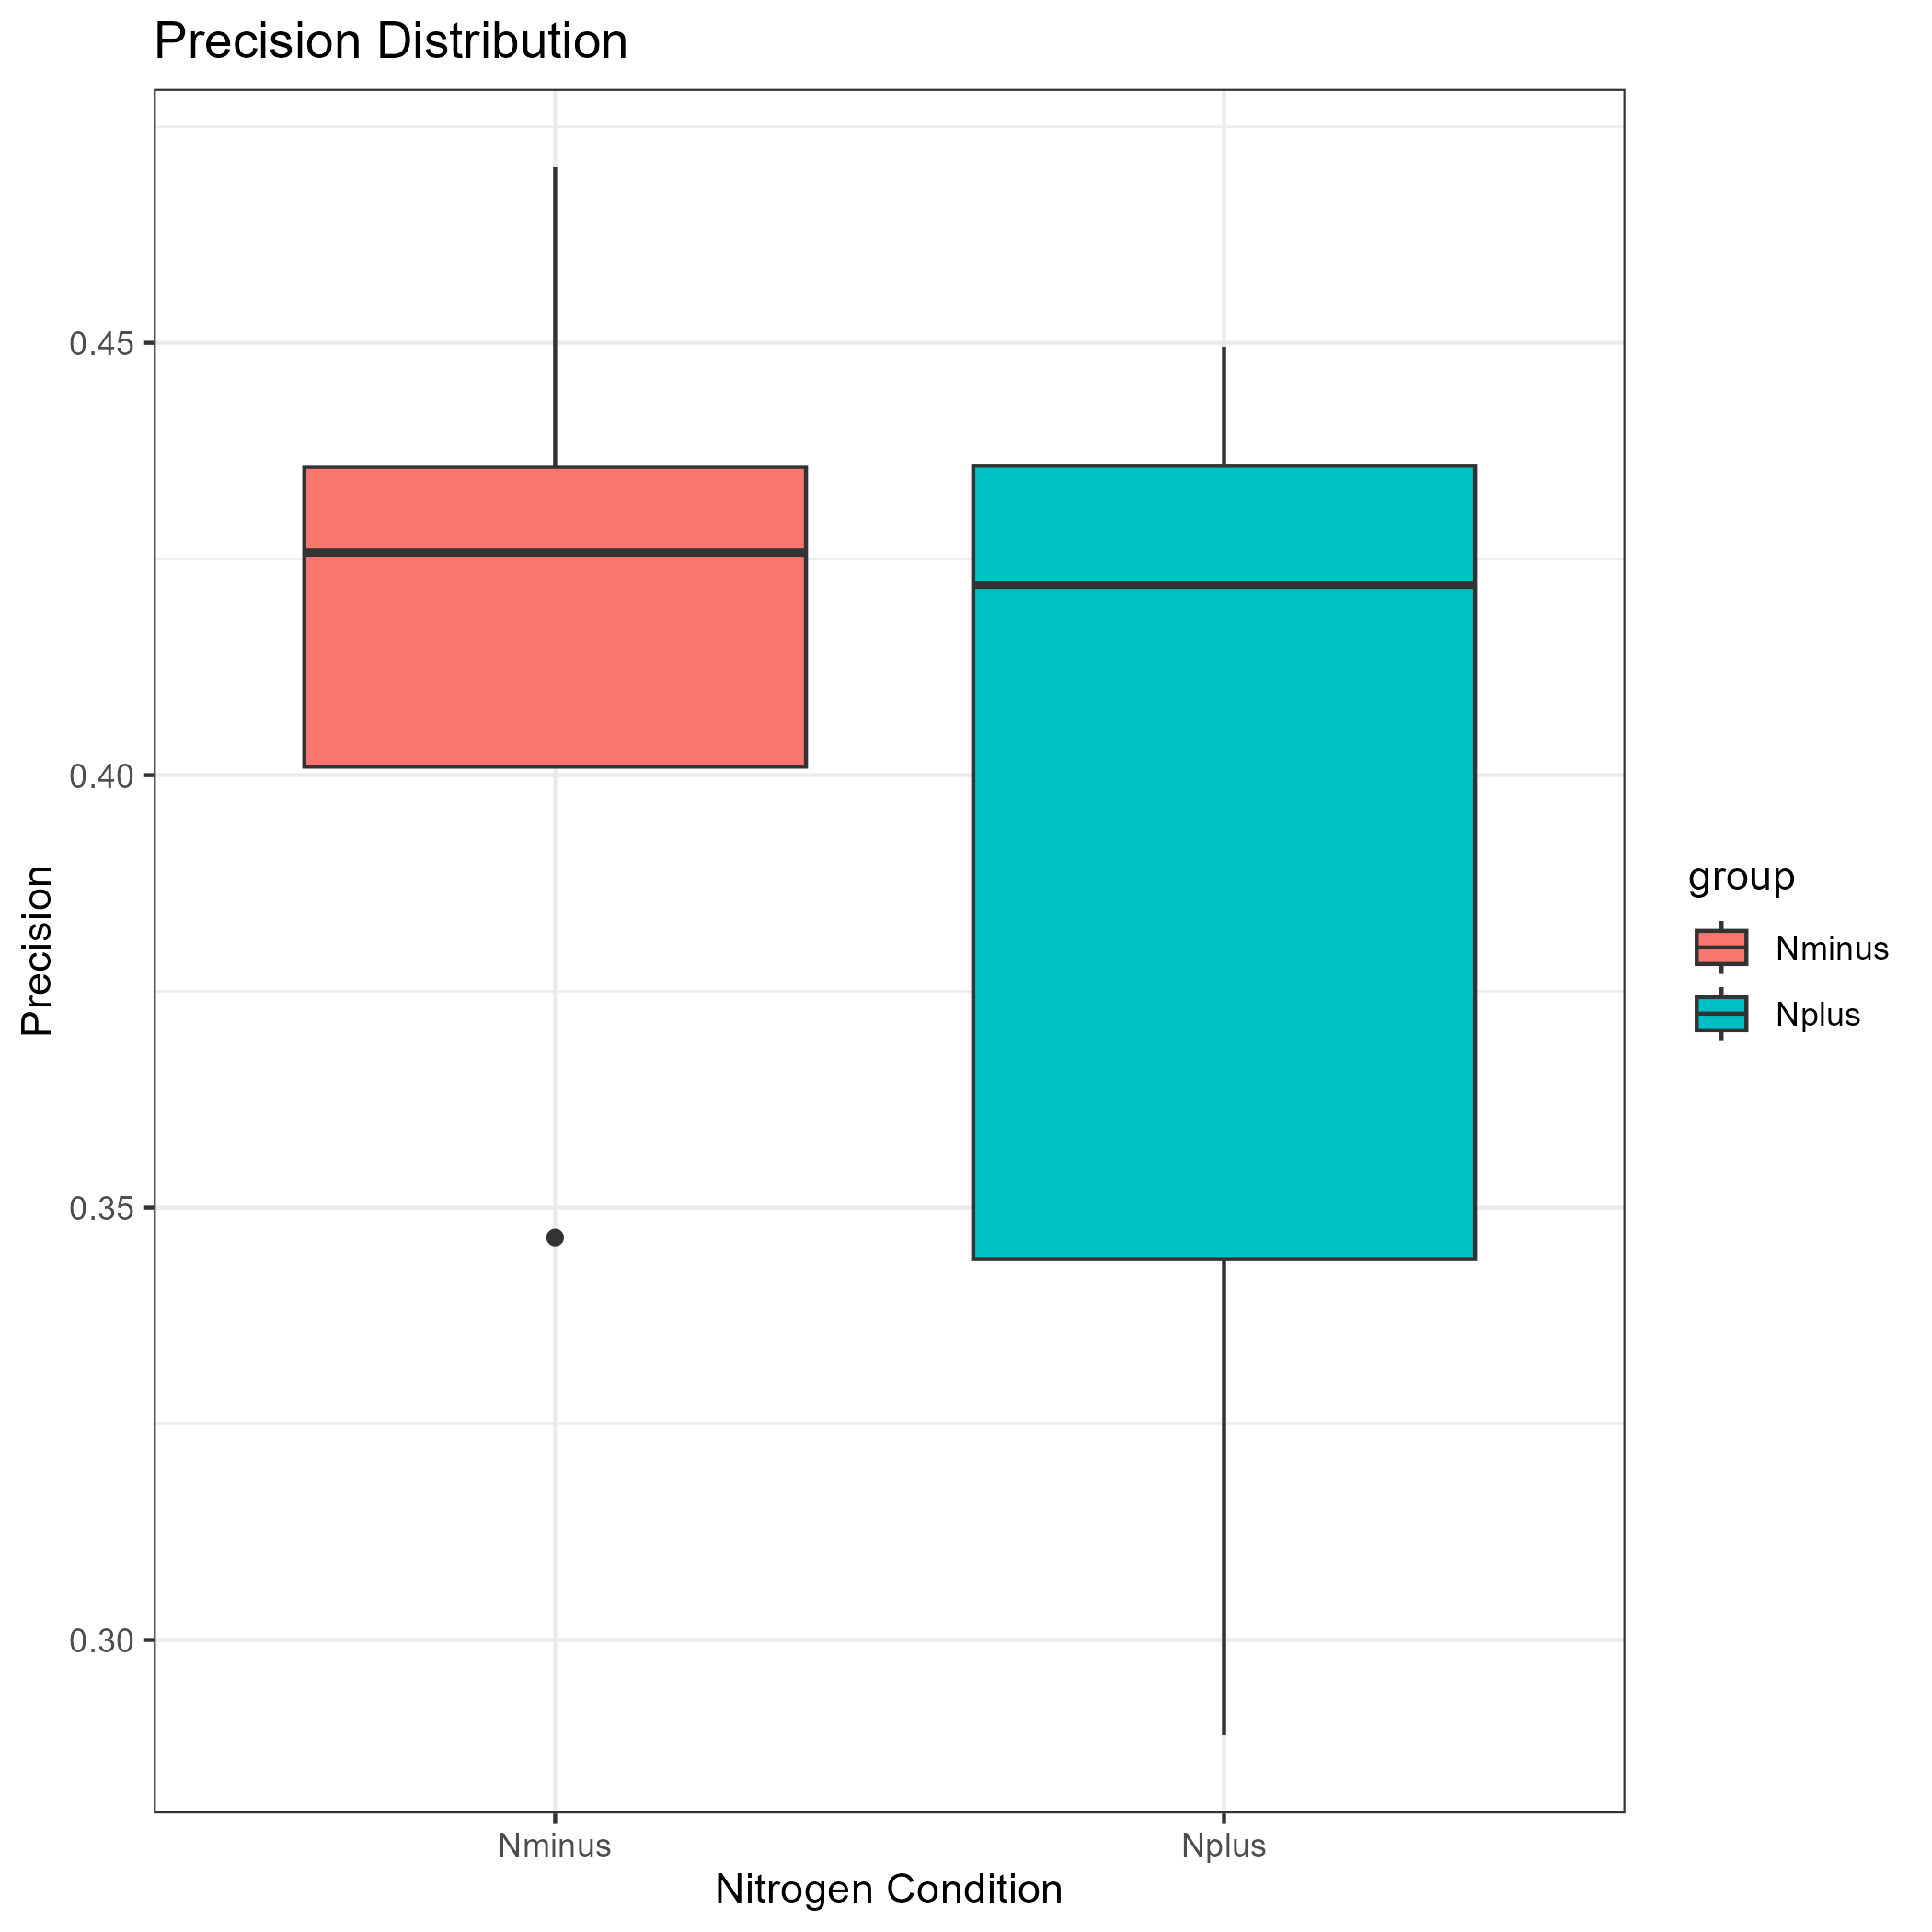 Precision Distribution
0.45
0.40
0.35
0.30
Precision
Nminus
Nplus
Nitrogen Condition
group
Nminus
Nplus